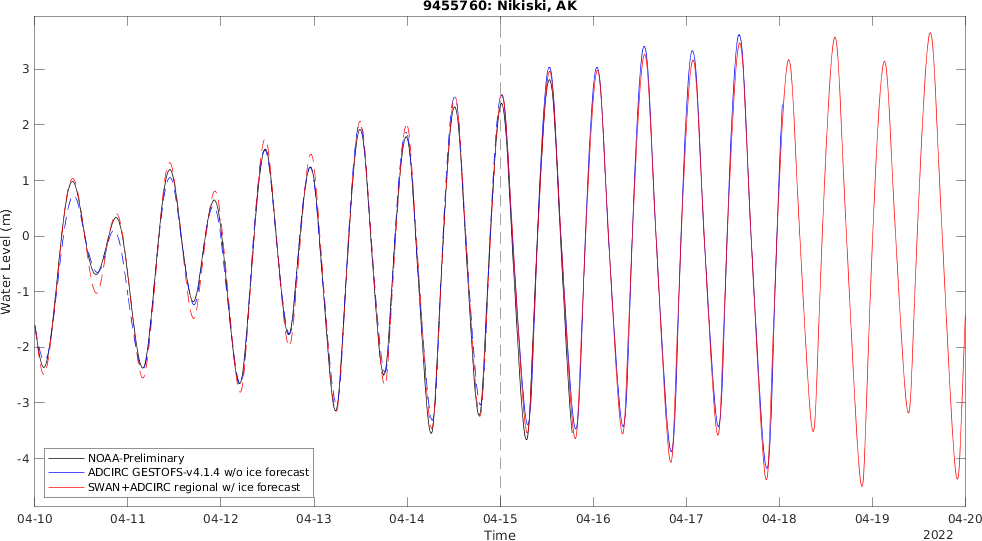 9455760: Nikiski, AK
3
2
1
0
-1
-2
-3
-4
Water Level (m)
NOAA-Preliminary
ADCIRC GESTOFS-v4.1.4 w/o ice forecast
SWAN+ADCIRC regional w/ ice forecast
04-10 04-11 04-12 04-13 04-14 04-15 04-16 04-17 04-18 04-19 04-20
Time
2022